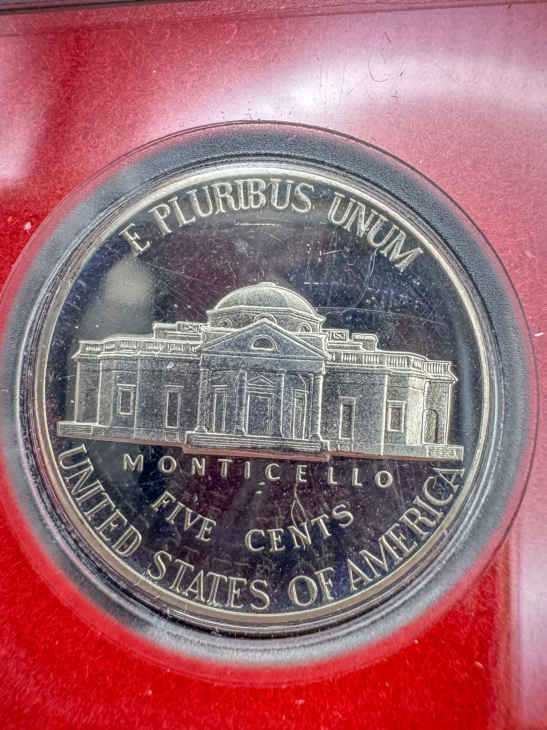 E PLURIBUS UNUM
MONTICELLO
FIVE CENTS
UNITED STATES OF AMERICA